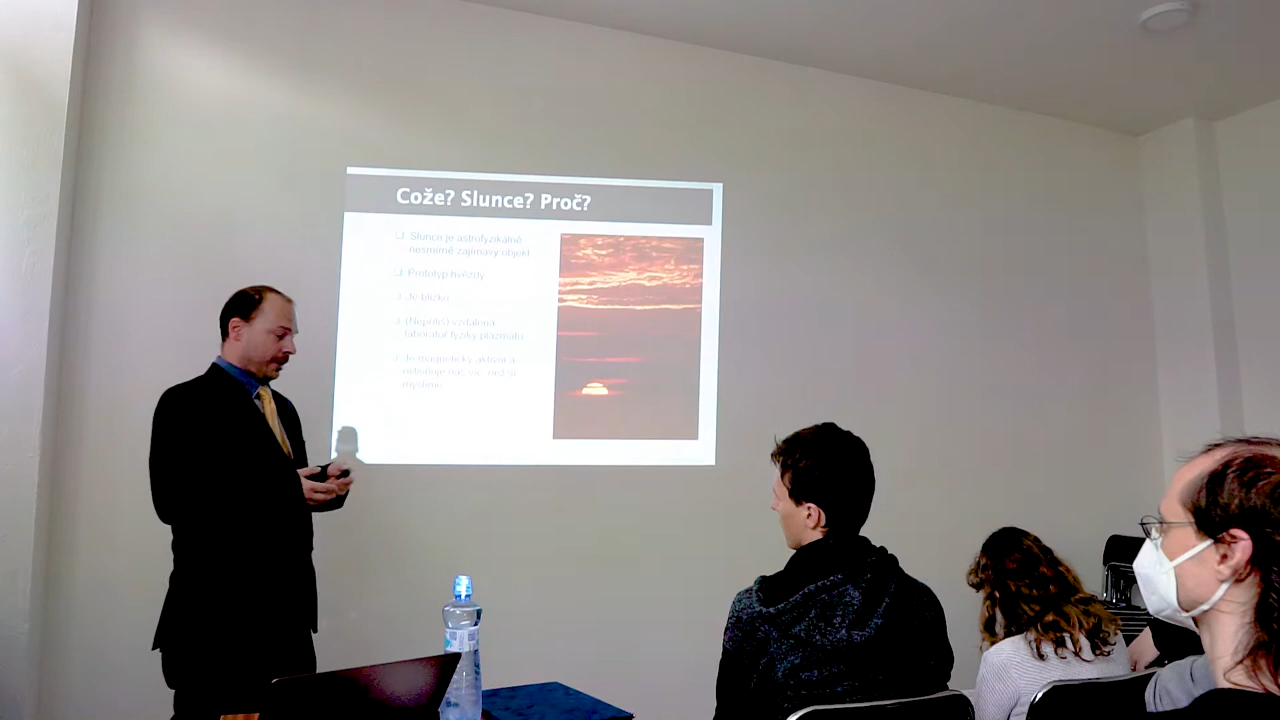 Cože? Slunce? Proč?
Slunce je astrofyzikálně
nesmírně zajímavý objekt
Prototyp hvězdy
Je blízko
(Nepříliš) vzdálená
laboratoř fyziky plazmatu
Je magneticky aktivní a
ovlivňuje nás víc, než si
myslíme